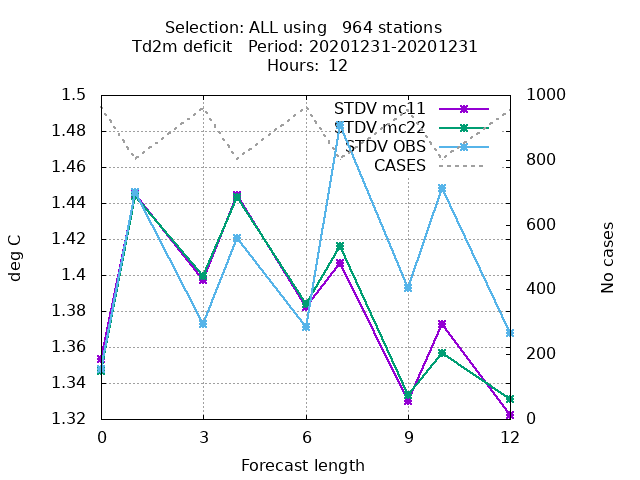 Selection: ALL using   964 stations
Td2m deficit   Period: 20201231-20201231
Hours:  12
1.5
1.48
1.46
1.44
1.42
1.4
1.38
1.36
1.34
1.32
deg C
STDV mc11
STDV mc22
STDV OBS
CASES
1000
800
600
400
200
0
No cases
0 3 6 9 12
Forecast length